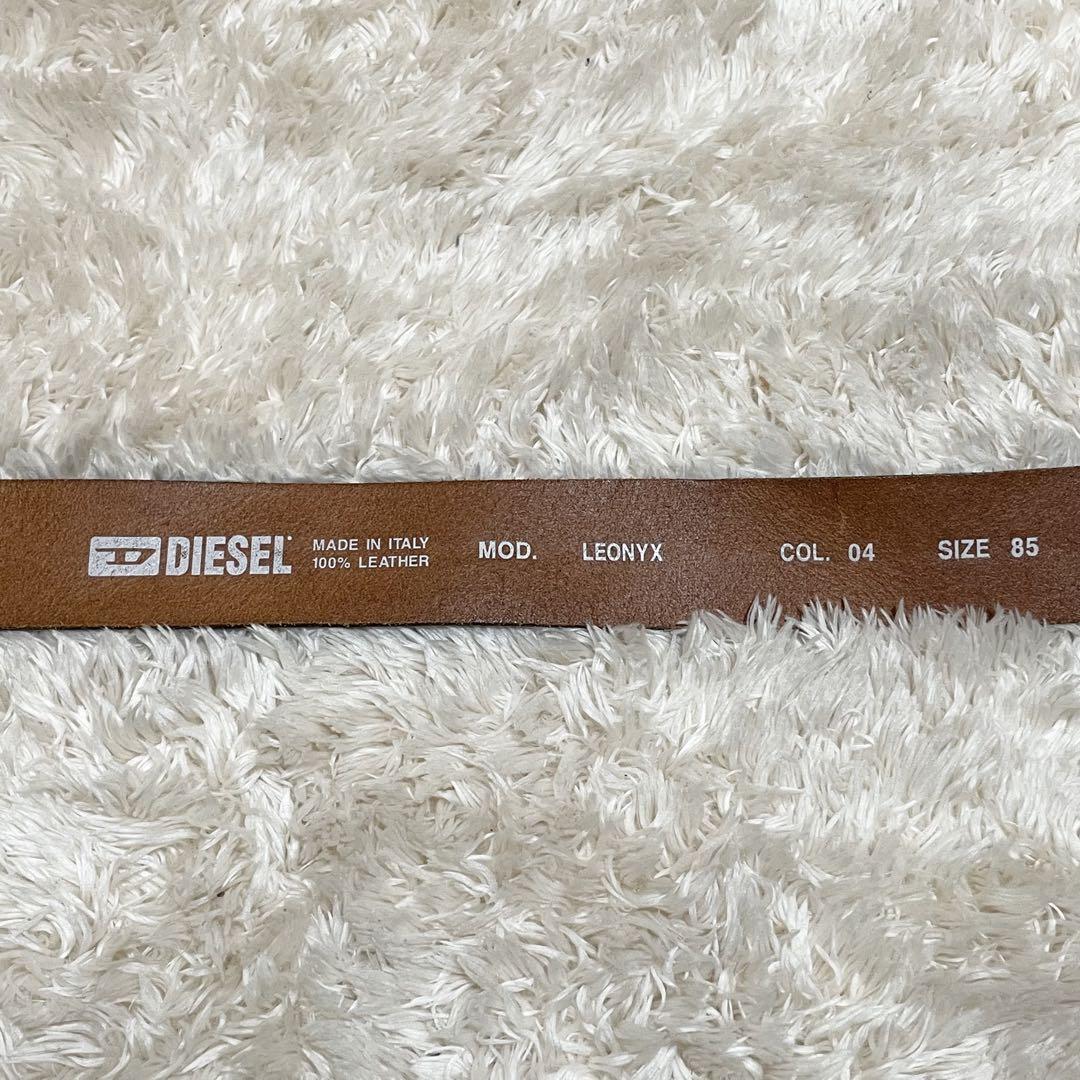 D DIESEL
MADE IN ITALY
100% LEATHER
MOD. LEONYX COL. 04 SIZE 85